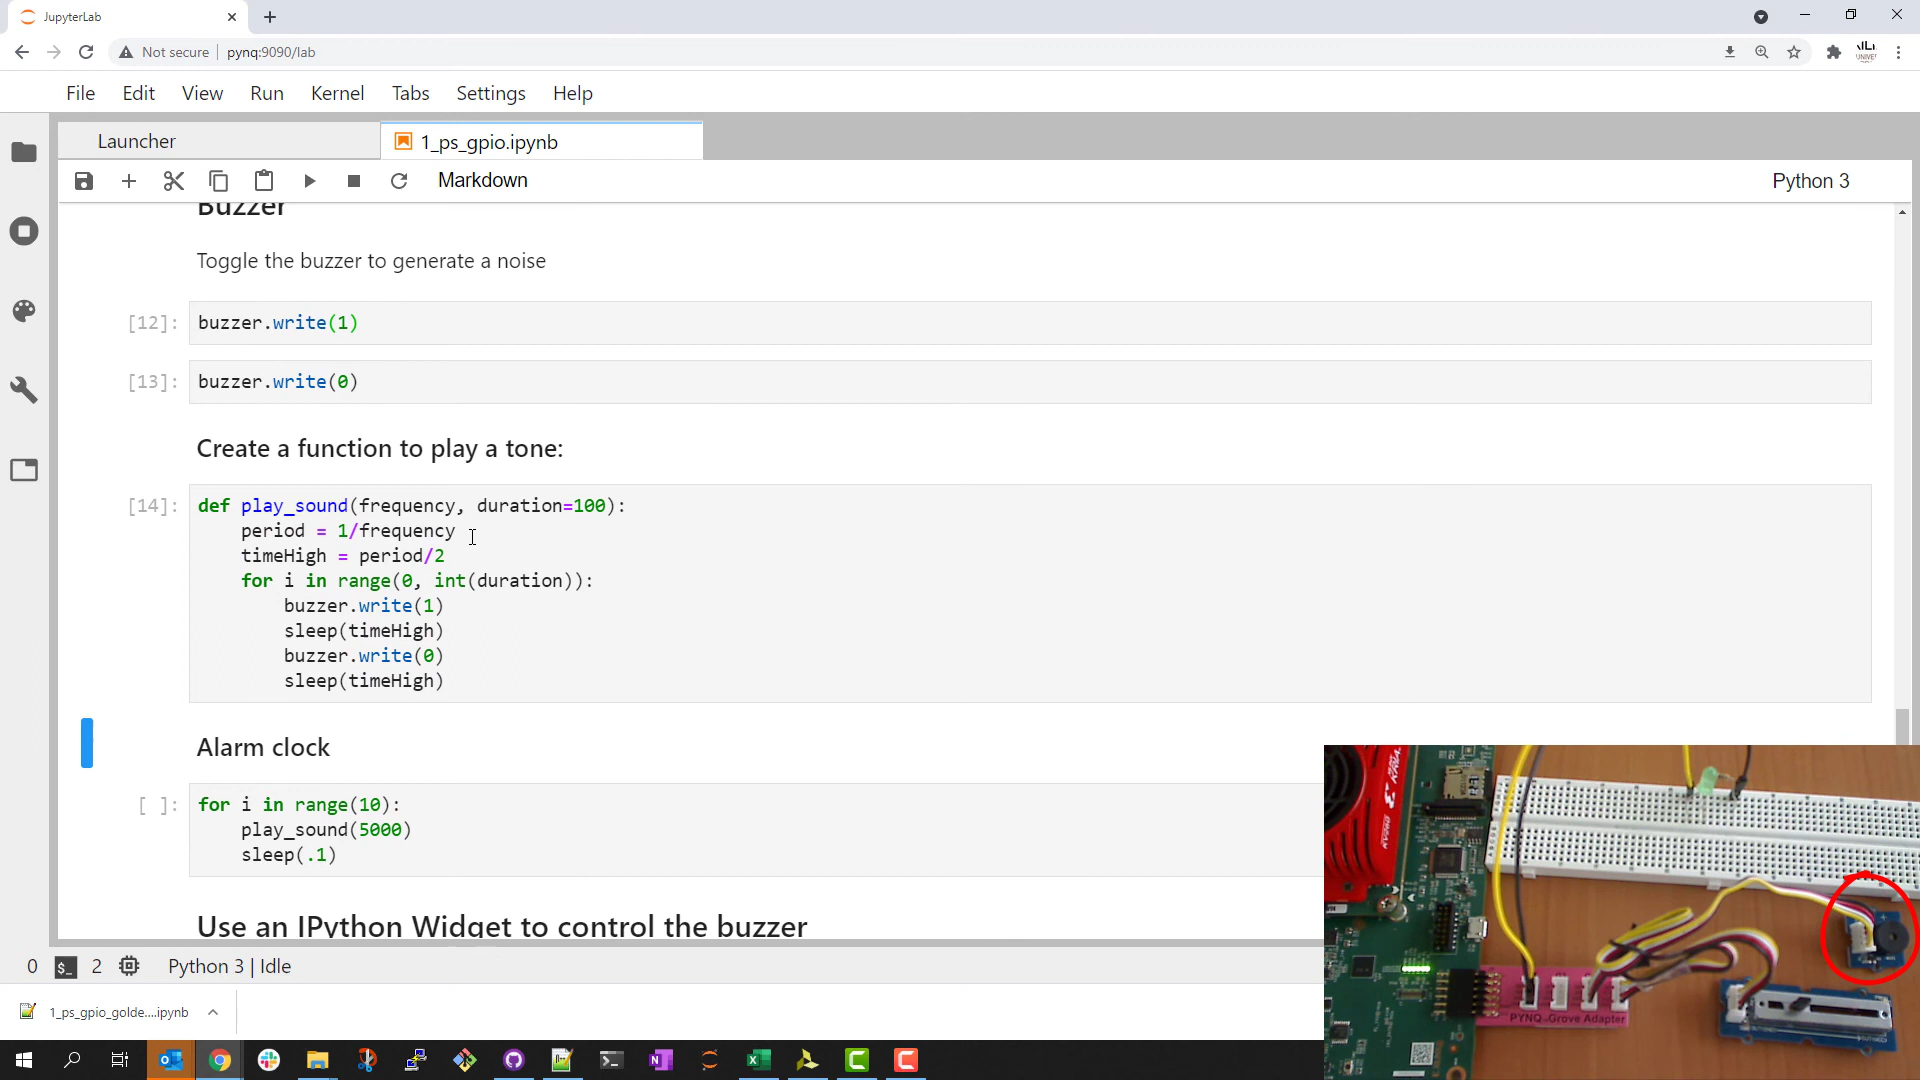 JupyterLab
Not secure
pynq:9090/lab
File Edit View Run Kernel Tabs Settings Help
Launcher
1_ps_gpio.ipynb
Markdown
Python 3
Buzzer
Toggle the buzzer to generate a noise
[12]: buzzer.write(1)
[13]: buzzer.write(0)
Create a function to play a tone:
[14]: def play_sound(frequency, duration=100):
period = 1/frequency
timeHigh = period/2
for i in range(0, int(duration)):
buzzer.write(1)
sleep(timeHigh)
buzzer.write(0)
sleep(timeHigh)
Alarm clock
[ ]: for i in range(10):
play_sound(5000)
sleep(.1)
Use an IPython Widget to control the buzzer
0 2 Python 3 | Idle
1_ps_gpio_golde....ipynb
KRIA
PYNQ Grove Adapter